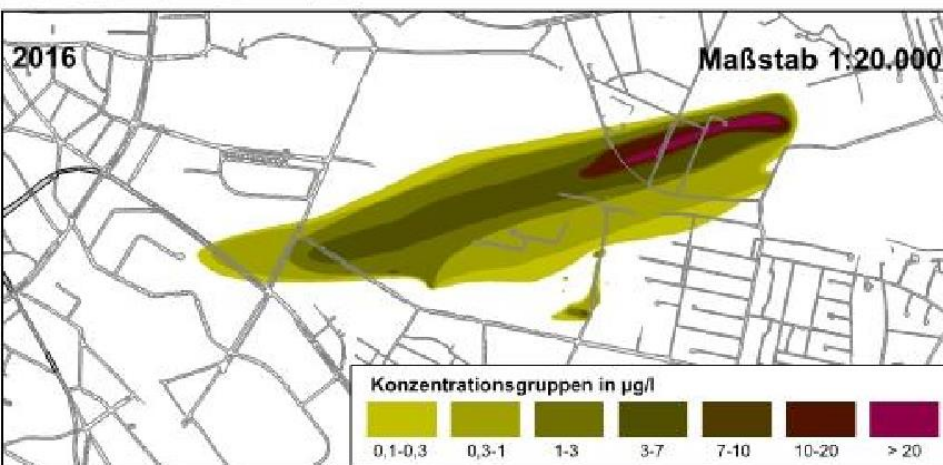 2016
Maßstab 1:20.000
Konzentrationsgruppen in µg/l
0,1-0,3 0,3-1 1-3 3-7 7-10 10-20 > 20